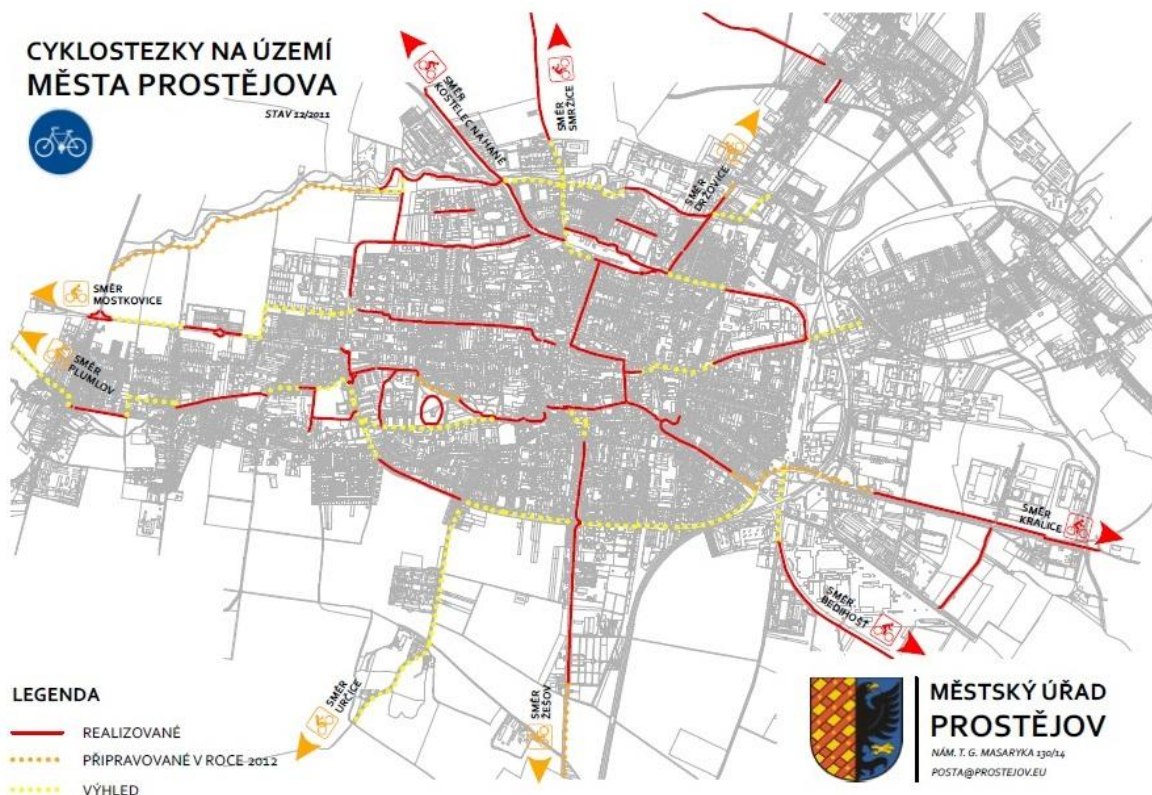 CYKLOSTEZKY NA ÚZEMÍ
MĚSTA PROSTĚJOVA
STAV 12/2011
SMĚR
KOSTELEC NA HANÉ
SMĚR
SMRŽICE
SMĚR
DRŽOVICE
SMĚR
MOSTKOVICE
SMĚR
PLUMLOV
SMĚR
KRALICE
SMĚR
BEDIHOŠŤ
SMĚR
URČICE
SMĚR
ŽEŠOV
LEGENDA
REALIZOVANÉ
PŘIPRAVOVANÉ V ROCE 2012
VÝHLED
MĚSTSKÝ ÚŘAD
PROSTĚJOV
NÁM. T. G. MASARYKA 130/14
POSTA@PROSTEJOV.EU